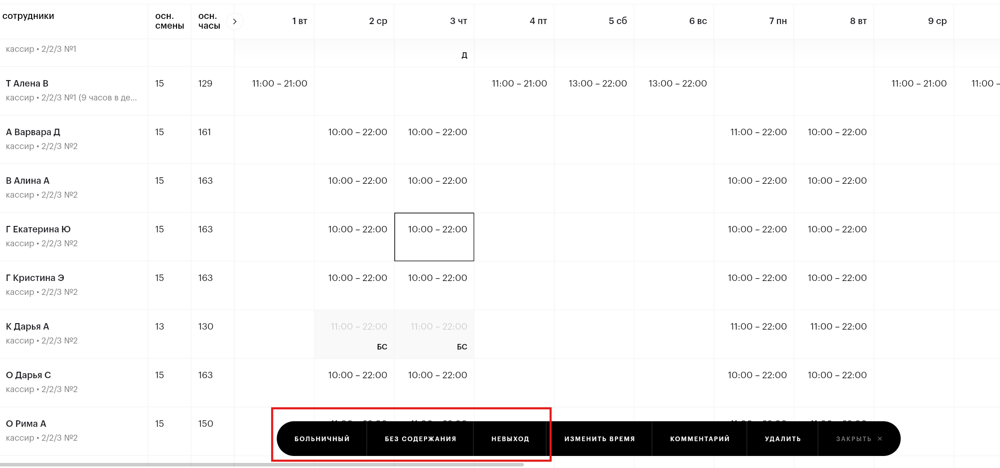 сотрудники осн. смены осн. часы 1 вт 2 ср 3 чт 4 пт 5 сб 6 вс 7 пн 8 вт 9 ср
кассир • 2/2/3 №1
Д
Т Алена В 15 129 11:00 – 21:00 11:00 – 21:00 13:00 – 22:00 13:00 – 22:00 11:00 – 21:00 11:00 –
кассир • 2/2/3 №1 (9 часов в де...
А Варвара Д 15 161 10:00 – 22:00 10:00 – 22:00 11:00 – 22:00 10:00 – 22:00
кассир • 2/2/3 №2
В Алина А 15 163 10:00 – 22:00 10:00 – 22:00 10:00 – 22:00 10:00 – 22:00
кассир • 2/2/3 №2
Г Екатерина Ю 15 163 10:00 – 22:00 10:00 – 22:00 10:00 – 22:00 10:00 – 22:00
кассир • 2/2/3 №2
Г Кристина Э 15 163 10:00 – 22:00 10:00 – 22:00 10:00 – 22:00 10:00 – 22:00
кассир • 2/2/3 №2
К Дарья А 13 130 11:00 – 22:00 11:00 – 22:00 11:00 – 22:00 11:00 – 22:00
кассир • 2/2/3 №2 БС БС
О Дарья С 15 163 10:00 – 22:00 10:00 – 22:00 10:00 – 22:00 10:00 – 22:00
кассир • 2/2/3 №2
О Рима А 15 150
кассир • 2/2/3 №2
БОЛЬНИЧНЫЙ БЕЗ СОДЕРЖАНИЯ НЕВЫХОД ИЗМЕНИТЬ ВРЕМЯ КОММЕНТАРИЙ УДАЛИТЬ ЗАКРЫТЬ ×